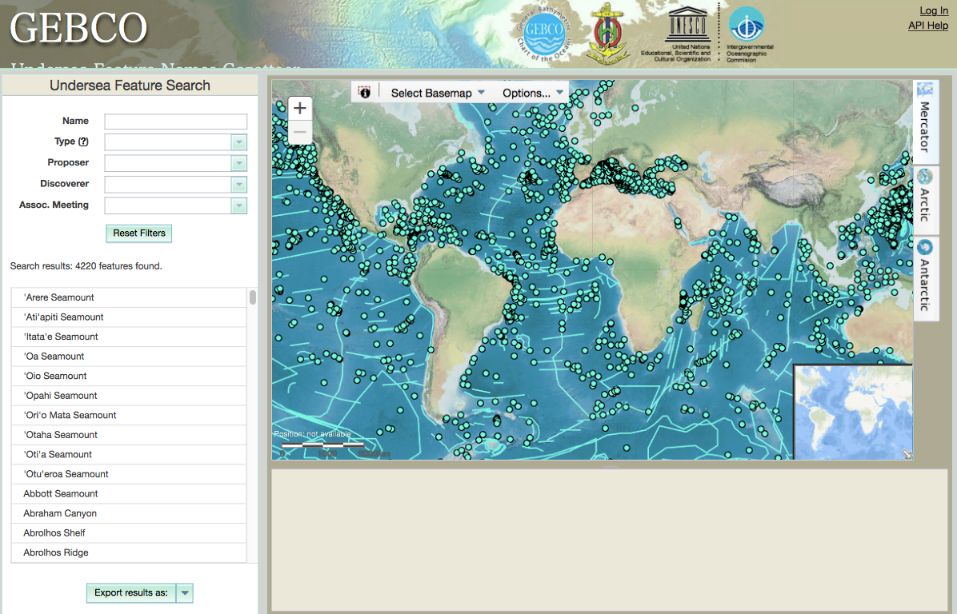 GEBCO
Undersea Feature Names Gazetteer
General Bathymetric
GEBCO
Chart of the Oceans
UNESCO
United Nations
Educational, Scientific and
Cultural Organization
Intergovernmental
Oceanographic
Commission
Log In
API Help
Undersea Feature Search
Name
Type (?)
Proposer
Discoverer
Assoc. Meeting
Reset Filters
Search results: 4220 features found.
'Arere Seamount
'Ati'apiti Seamount
'Itata'e Seamount
'Oa Seamount
'Oio Seamount
'Opahi Seamount
'Ori'o Mata Seamount
'Otaha Seamount
'Oti'a Seamount
'Otu'eroa Seamount
Abbott Seamount
Abraham Canyon
Abrolhos Shelf
Abrolhos Ridge
Export results as:
+
−
Select Basemap
Options...
Mercator
Arctic
Antarctic
Position: not available
0